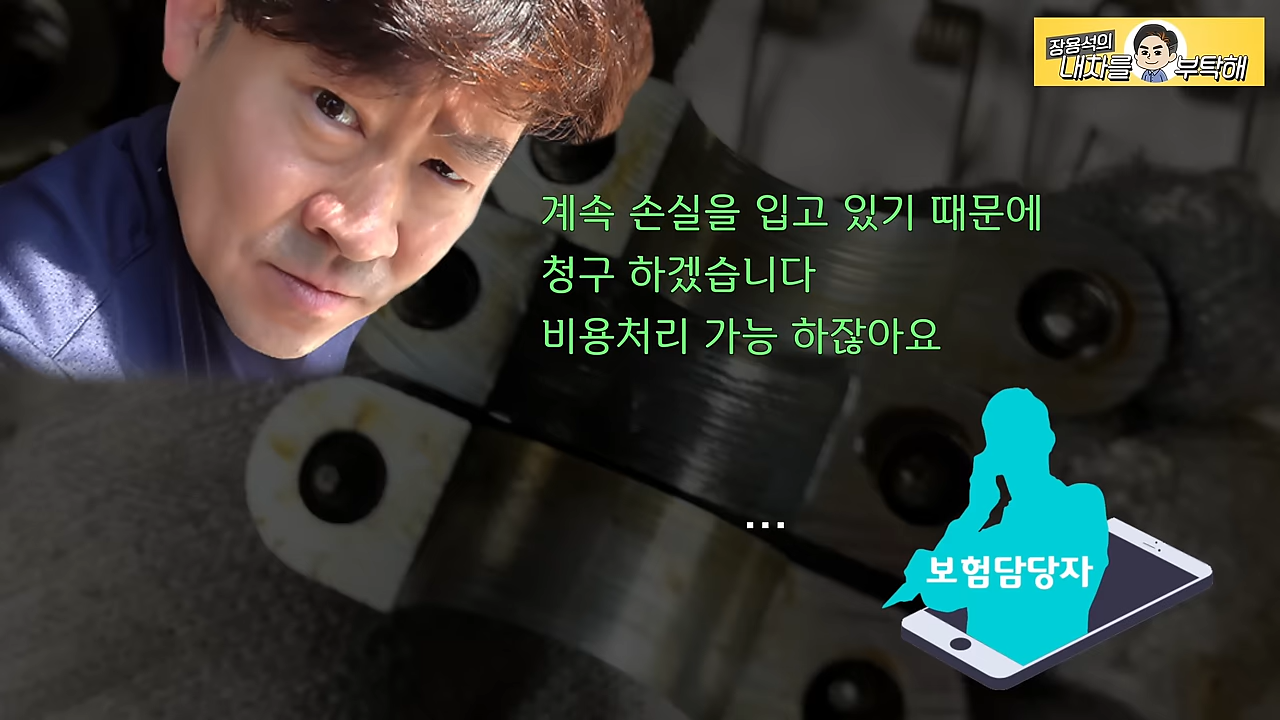 장용석의
내차를 부탁해
계속 손실을 입고 있기 때문에
청구 하겠습니다
비용처리 가능 하잖아요
...
보험담당자